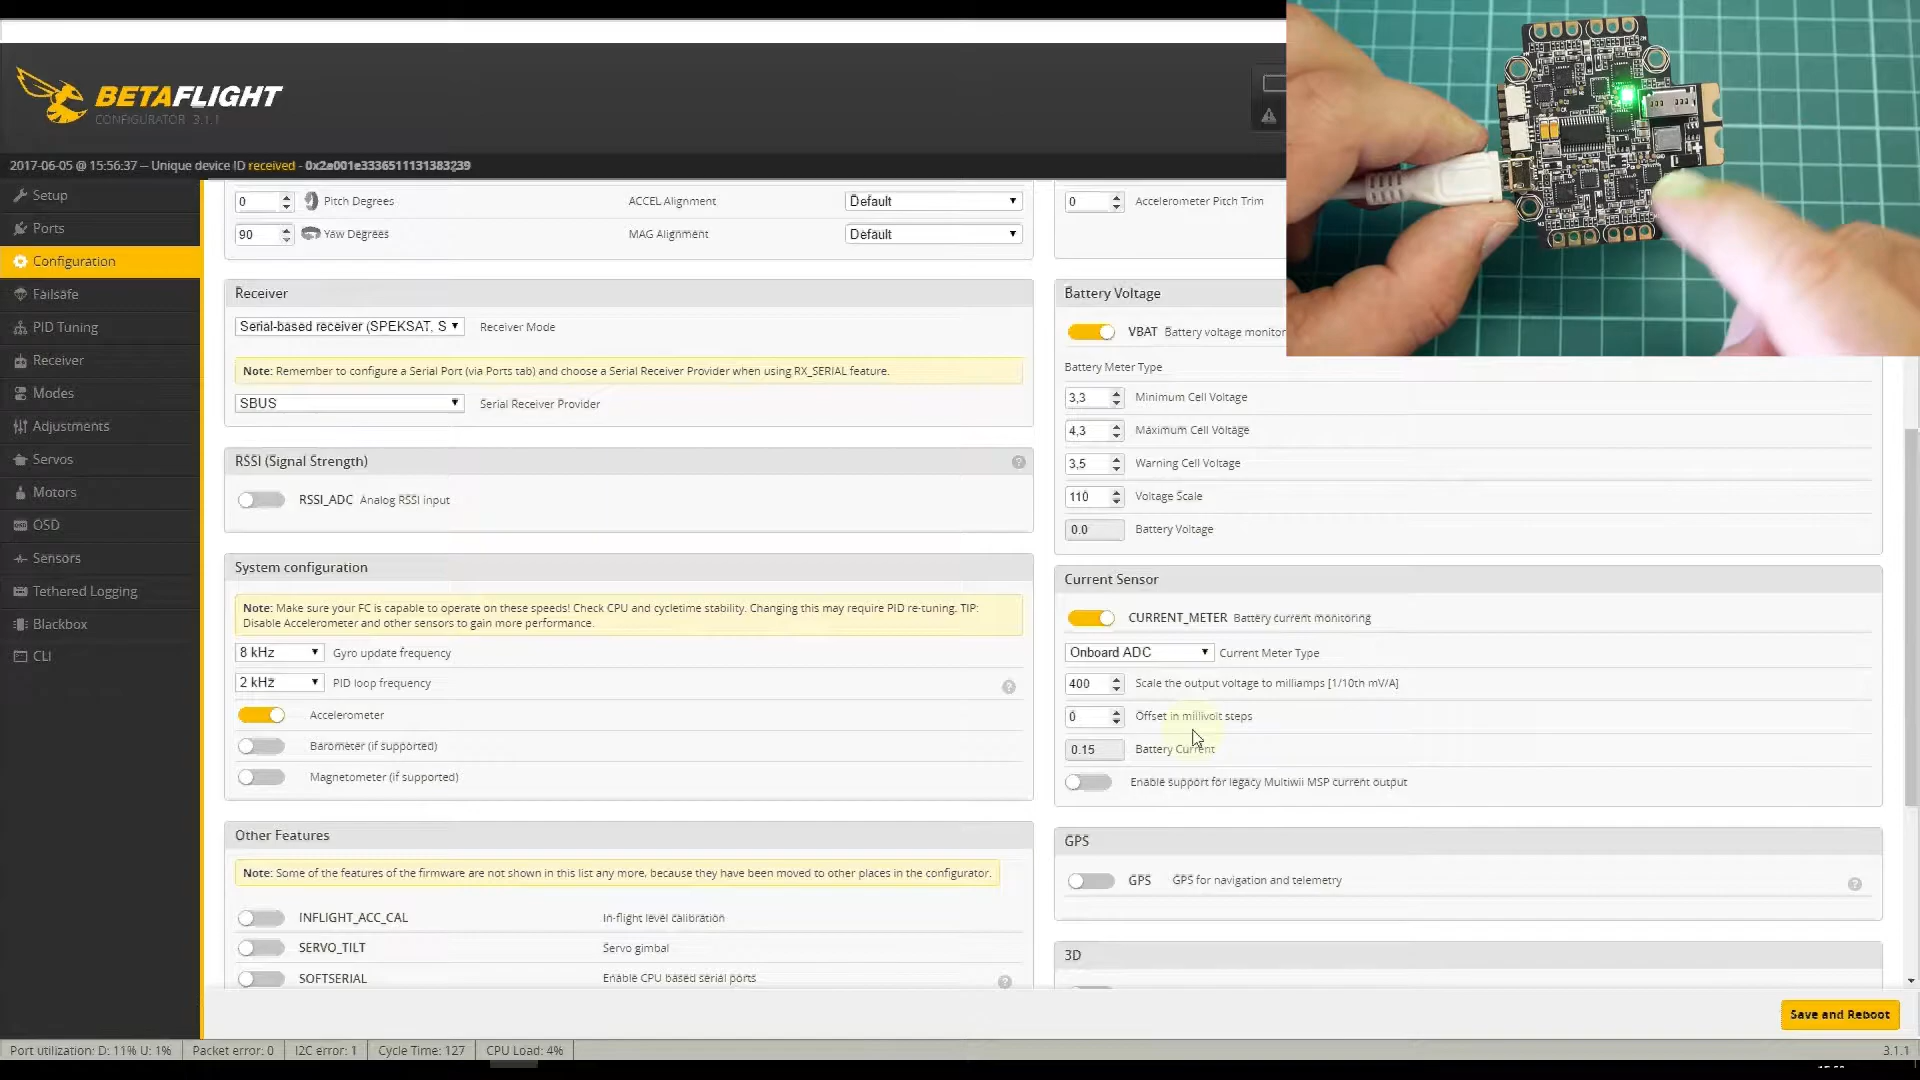 BETAFLIGHT
CONFIGURATOR 3.1.1
2017-06-05 @ 15:56:37 -- Unique device ID received - 0x2e001e3336511131383239
Setup
Ports
Configuration
Failsafe
PID Tuning
Receiver
Modes
Adjustments
Servos
Motors
OSD
Sensors
Tethered Logging
Blackbox
CLI
0 Pitch Degrees ACCEL Alignment Default
90 Yaw Degrees MAG Alignment Default
Receiver
Serial-based receiver (SPEKSAT, S Receiver Mode
Note: Remember to configure a Serial Port (via Ports tab) and choose a Serial Receiver Provider when using RX_SERIAL feature.
SBUS Serial Receiver Provider
RSSI (Signal Strength)
RSSI_ADC Analog RSSI input
System configuration
Note: Make sure your FC is capable to operate on these speeds! Check CPU and cycletime stability. Changing this may require PID re-tuning. TIP:
Disable Accelerometer and other sensors to gain more performance.
8 kHz Gyro update frequency
2 kHz PID loop frequency
Accelerometer
Barometer (if supported)
Magnetometer (if supported)
Other Features
Note: Some of the features of the firmware are not shown in this list any more, because they have been moved to other places in the configurator.
INFLIGHT_ACC_CAL In-flight level calibration
SERVO_TILT Servo gimbal
SOFTSERIAL Enable CPU based serial ports
0 Accelerometer Pitch Trim
Battery Voltage
VBAT Battery voltage monitor
Battery Meter Type
3,3 Minimum Cell Voltage
4,3 Maximum Cell Voltage
3,5 Warning Cell Voltage
110 Voltage Scale
0.0 Battery Voltage
Current Sensor
CURRENT_METER Battery current monitoring
Onboard ADC Current Meter Type
400 Scale the output voltage to milliamps [1/10th mV/A]
0 Offset in millivolt steps
0.15 Battery Current
Enable support for legacy Multiwii MSP current output
GPS
GPS GPS for navigation and telemetry
3D
Save and Reboot
Port utilization: D: 11% U: 1% Packet error: 0 I2C error: 1 Cycle Time: 127 CPU Load: 4% 3.1.1